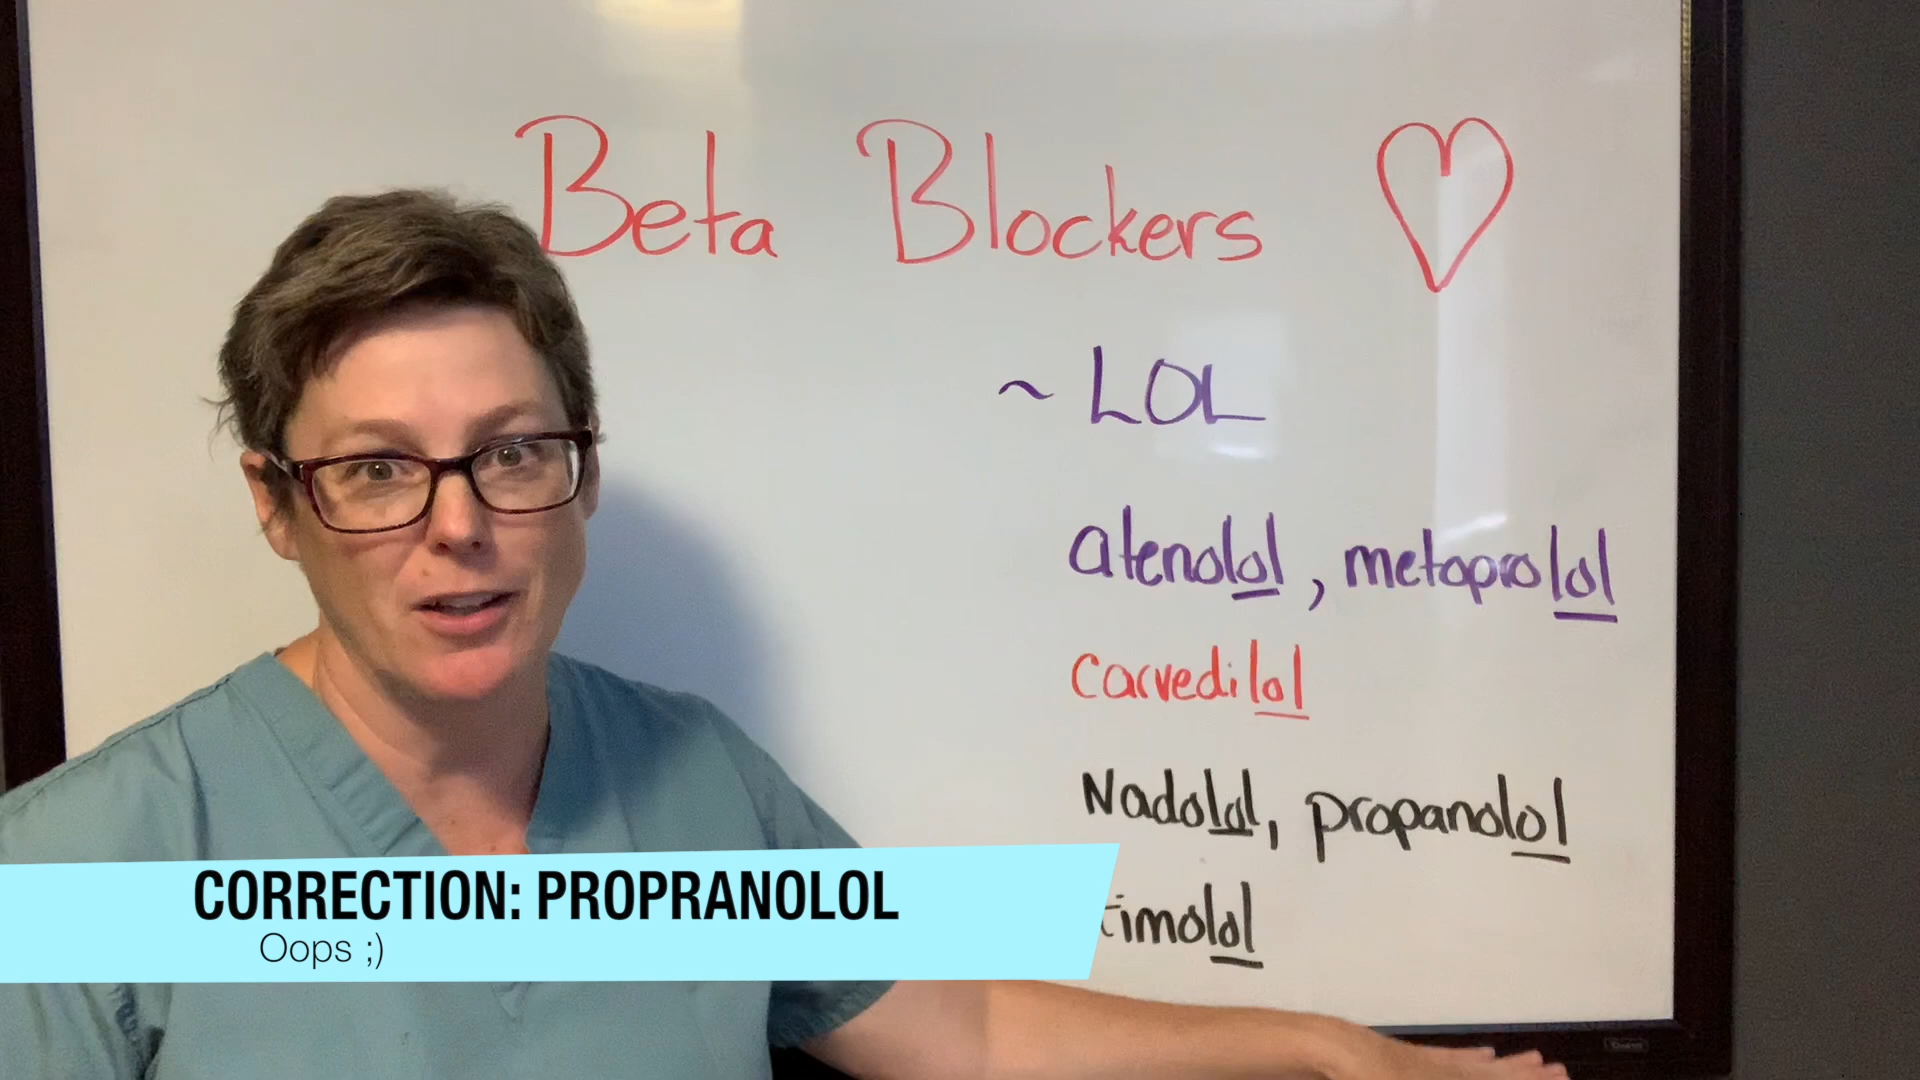 Beta Blockers
~ LOL
atenolol, metoprolol
carvedilol
Nadolol, propanolol
timolol
CORRECTION: PROPRANOLOL
Oops ;)